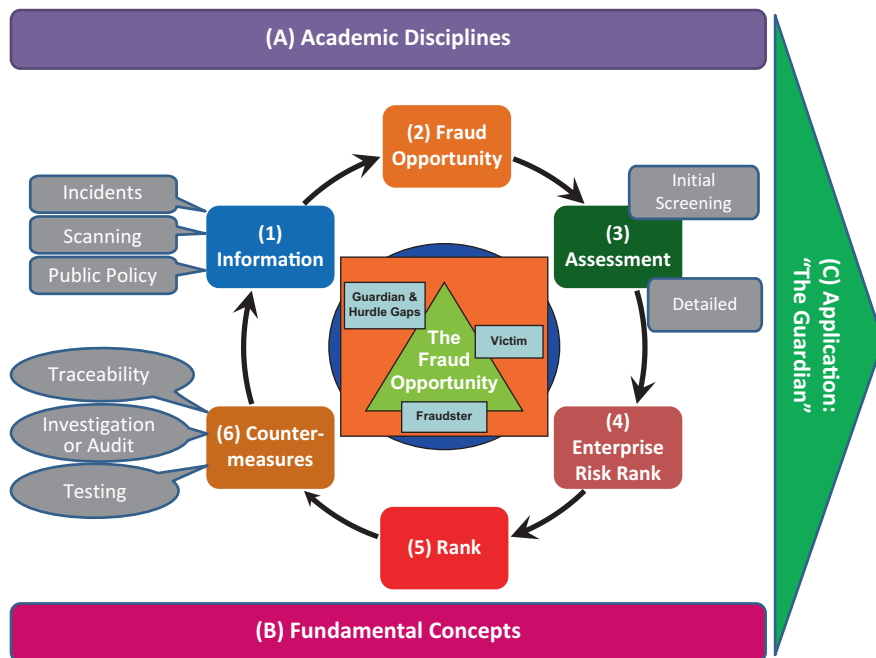 (A) Academic Disciplines
(2) Fraud
Opportunity
Initial
Screening
Incidents
Scanning
Public Policy
(1)
Information
(3)
Assessment
Detailed
Guardian &
Hurdle Gaps
Victim
The
Fraud
Opportunity
Fraudster
Traceability
Investigation
or Audit
Testing
(6) Counter-
measures
(4)
Enterprise
Risk Rank
(5) Rank
(B) Fundamental Concepts
(C) Application:
“The Guardian”